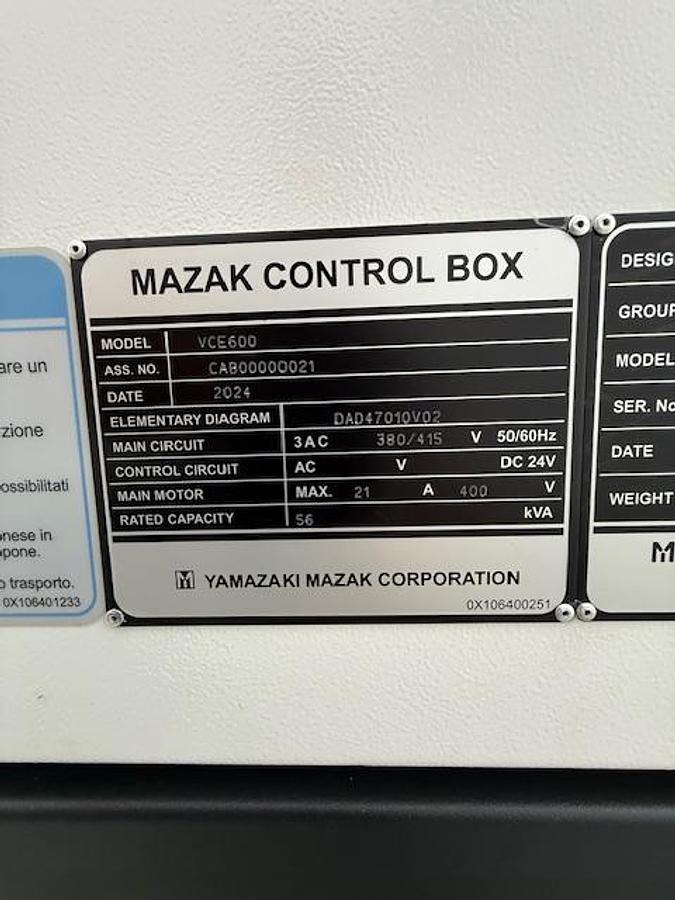 are un
rzione
ossibilitati
onese in
opone.
o trasporto.
0X106401233
MAZAK CONTROL BOX
MODEL VCE600
ASS. NO. CAB00000021
DATE 2024
ELEMENTARY DIAGRAM DAD47010V02
MAIN CIRCUIT 3AC 380/415 V 50/60Hz
CONTROL CIRCUIT AC V DC 24V
MAIN MOTOR MAX. 21 A 400 V
RATED CAPACITY 56 kVA
YAMAZAKI MAZAK CORPORATION
0X106400251
DESIG
GROUP
MODEL
SER. No
DATE
WEIGHT